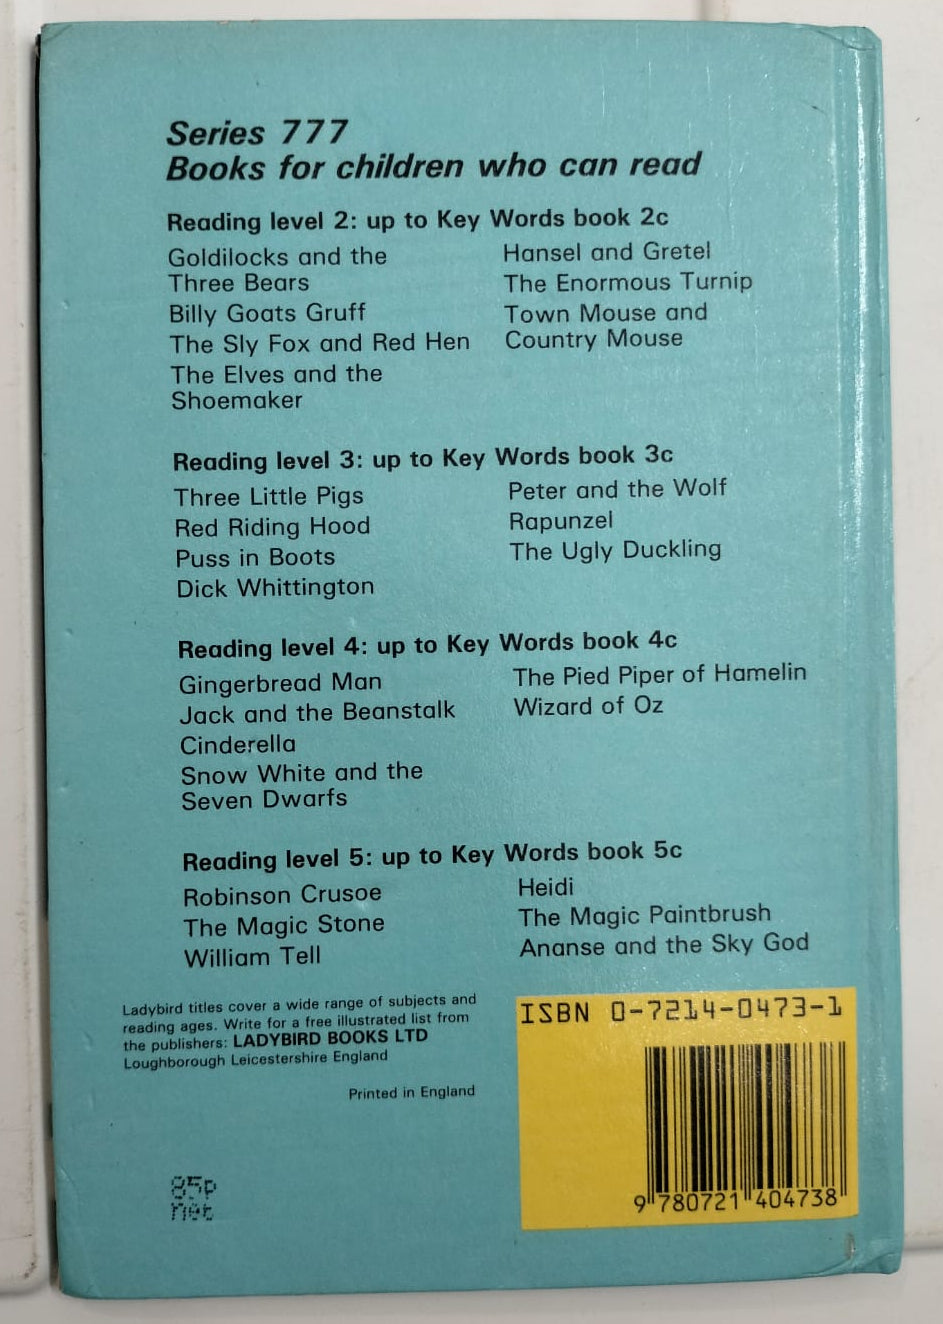 Series 777
Books for children who can read
Reading level 2: up to Key Words book 2c
Goldilocks and the
Three Bears
Billy Goats Gruff
The Sly Fox and Red Hen
The Elves and the
Shoemaker
Hansel and Gretel
The Enormous Turnip
Town Mouse and
Country Mouse
Reading level 3: up to Key Words book 3c
Three Little Pigs
Red Riding Hood
Puss in Boots
Dick Whittington
Peter and the Wolf
Rapunzel
The Ugly Duckling
Reading level 4: up to Key Words book 4c
Gingerbread Man
Jack and the Beanstalk
Cinderella
Snow White and the
Seven Dwarfs
The Pied Piper of Hamelin
Wizard of Oz
Reading level 5: up to Key Words book 5c
Robinson Crusoe
The Magic Stone
William Tell
Heidi
The Magic Paintbrush
Ananse and the Sky God
Ladybird titles cover a wide range of subjects and
reading ages. Write for a free illustrated list from
the publishers: LADYBIRD BOOKS LTD
Loughborough Leicestershire England
Printed in England
85p
net
ISBN 0-7214-0473-1
9 780721 404738